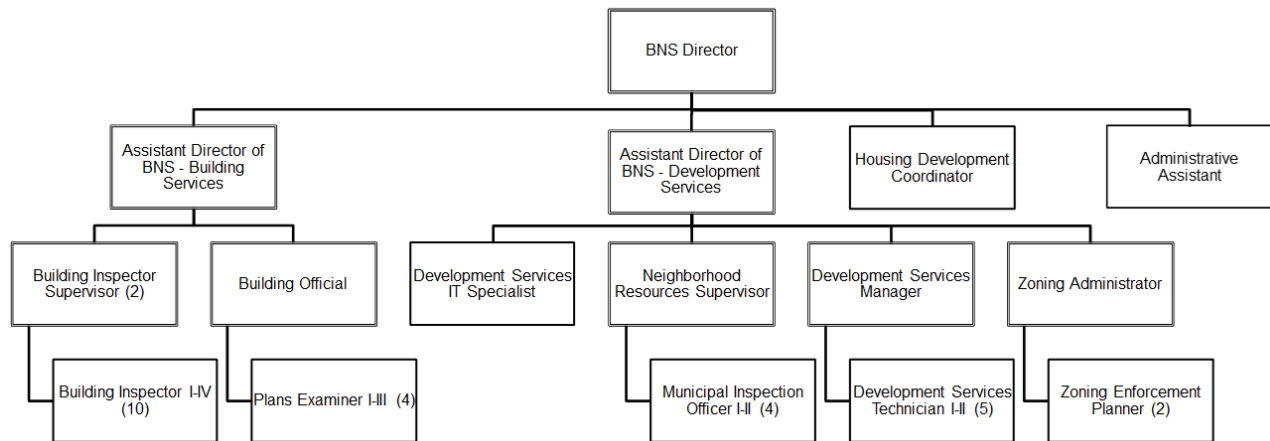 BNS Director
Assistant Director of
BNS - Building
Services
Assistant Director of
BNS - Development
Services
Housing Development
Coordinator
Administrative
Assistant
Building Inspector
Supervisor (2)
Building Official
Development Services
IT Specialist
Neighborhood
Resources Supervisor
Development Services
Manager
Zoning Administrator
Building Inspector I-IV
(10)
Plans Examiner I-III (4)
Municipal Inspection
Officer I-II (4)
Development Services
Technician I-II (5)
Zoning Enforcement
Planner (2)